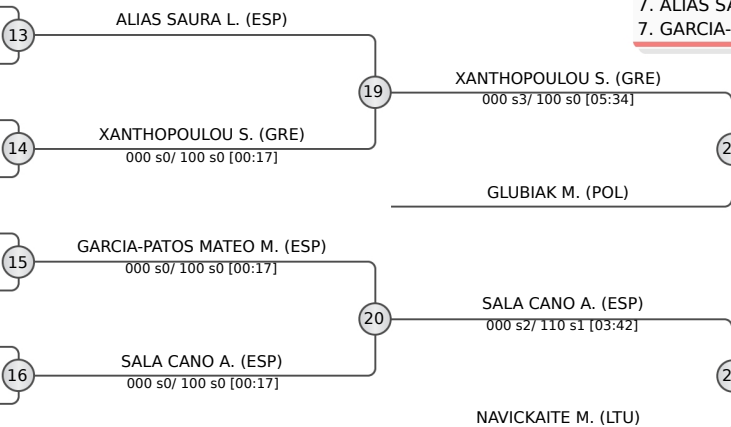 7. ALIAS SA
7. GARCIA-
13
ALIAS SAURA L. (ESP)
19
XANTHOPOULOU S. (GRE)
000 s3/ 100 s0 [05:34]
14
XANTHOPOULOU S. (GRE)
000 s0/ 100 s0 [00:17]
2
GLUBIAK M. (POL)
15
GARCIA-PATOS MATEO M. (ESP)
000 s0/ 100 s0 [00:17]
20
SALA CANO A. (ESP)
000 s2/ 110 s1 [03:42]
16
SALA CANO A. (ESP)
000 s0/ 100 s0 [00:17]
2
NAVICKAITE M. (LTU)